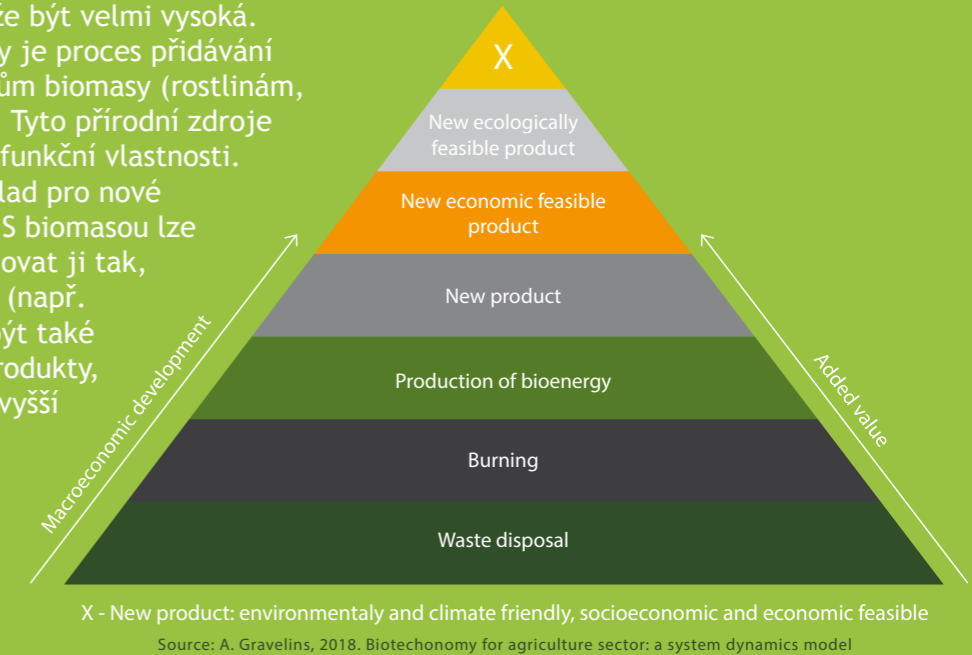 že být velmi vysoká.
y je proces přidávání
ům biomasy (rostlinám,
Tyto přírodní zdroje
funkční vlastnosti.
lad pro nové
S biomasou lze
ovat ji tak,
(např.
být také
rodukty,
vyšší
X
New ecologically
feasible product
New economic feasible
product
New product
Production of bioenergy
Burning
Waste disposal
Macroeconomic development
Added value
X - New product: environmentaly and climate friendly, socioeconomic and economic feasible
Source: A. Gravelins, 2018. Biotechonomy for agriculture sector: a system dynamics model